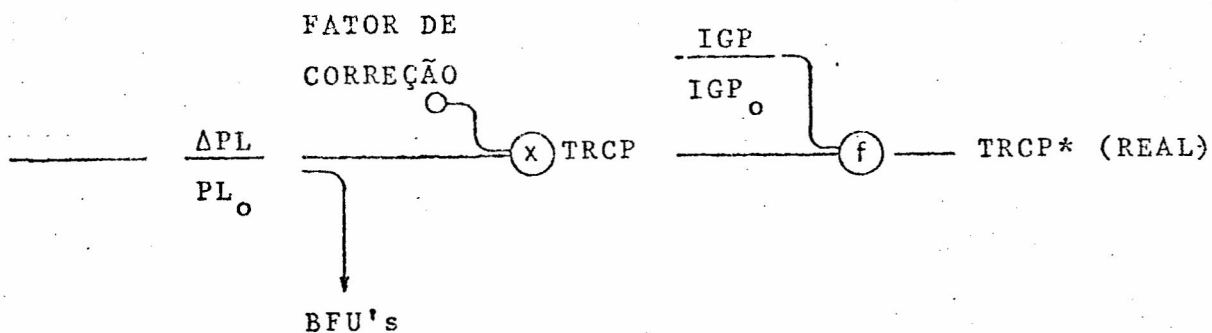 FATOR DE
CORREÇÃO
IGP
IGPo
ΔPL
PLo
X
TRCP
f
TRCP* (REAL)
BFU's